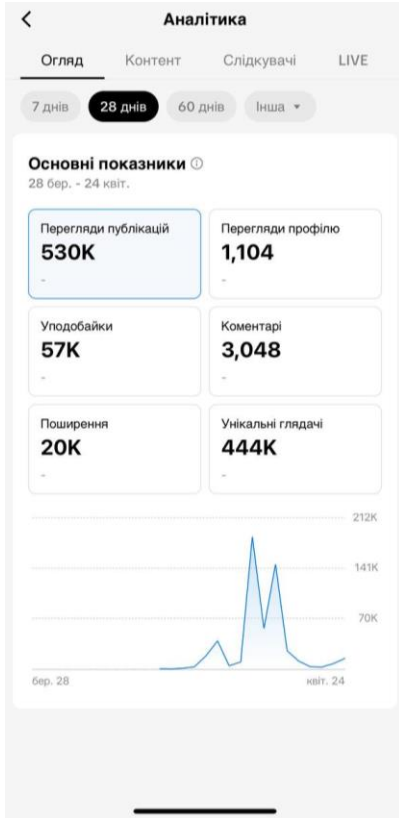 Аналітика
Огляд Контент Слідкувачі LIVE
7 днів 28 днів 60 днів Інша
Основні показники
28 бер. - 24 квіт.
Перегляди публікацій Перегляди профілю
530K 1,104
- -
Уподобайки Коментарі
57K 3,048
- -
Поширення Унікальні глядачі
20K 444K
- -
212K
141K
70K
бер. 28 квіт. 24